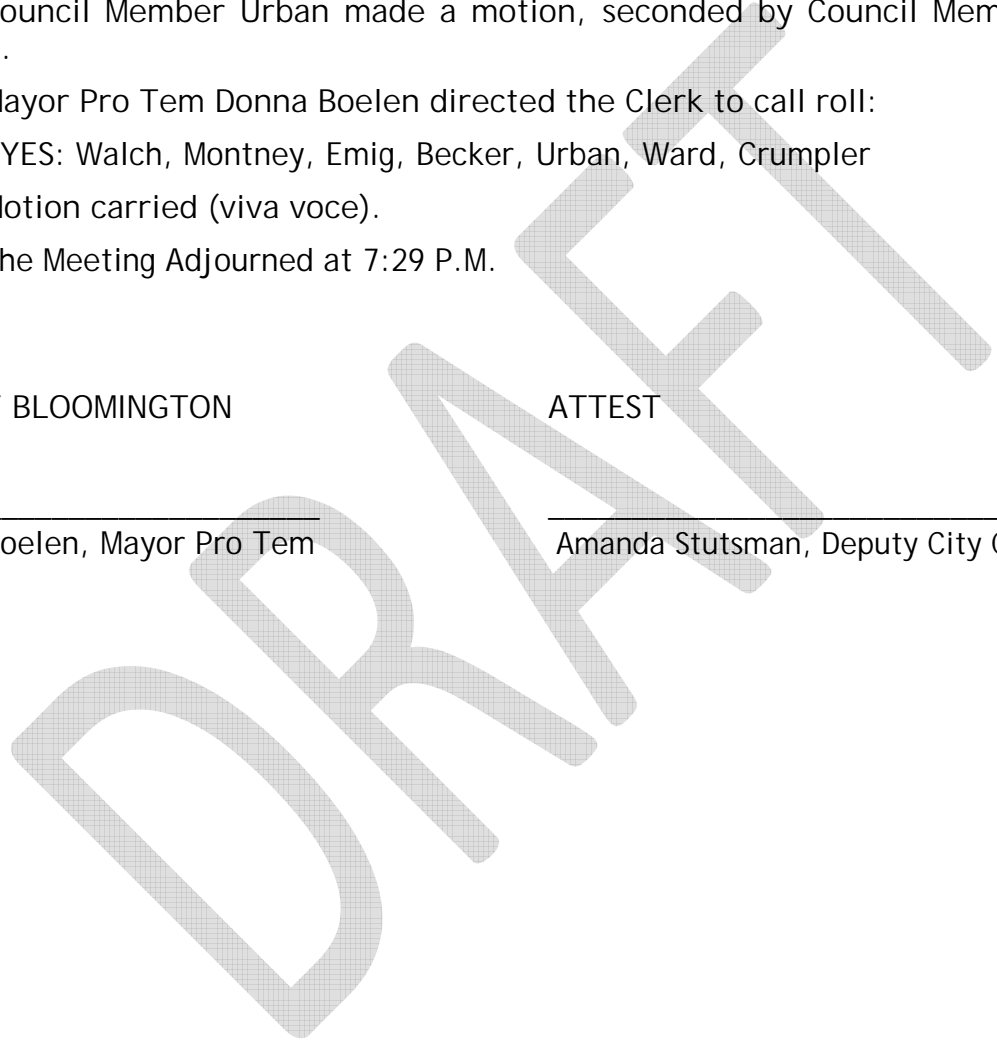 ouncil Member Urban made a motion, seconded by Council Mem
.
ayor Pro Tem Donna Boelen directed the Clerk to call roll:
YES: Walch, Montney, Emig, Becker, Urban, Ward, Crumpler
otion carried (viva voce).
he Meeting Adjourned at 7:29 P.M.
BLOOMINGTON ATTEST
oelen, Mayor Pro Tem Amanda Stutsman, Deputy City
DRAFT